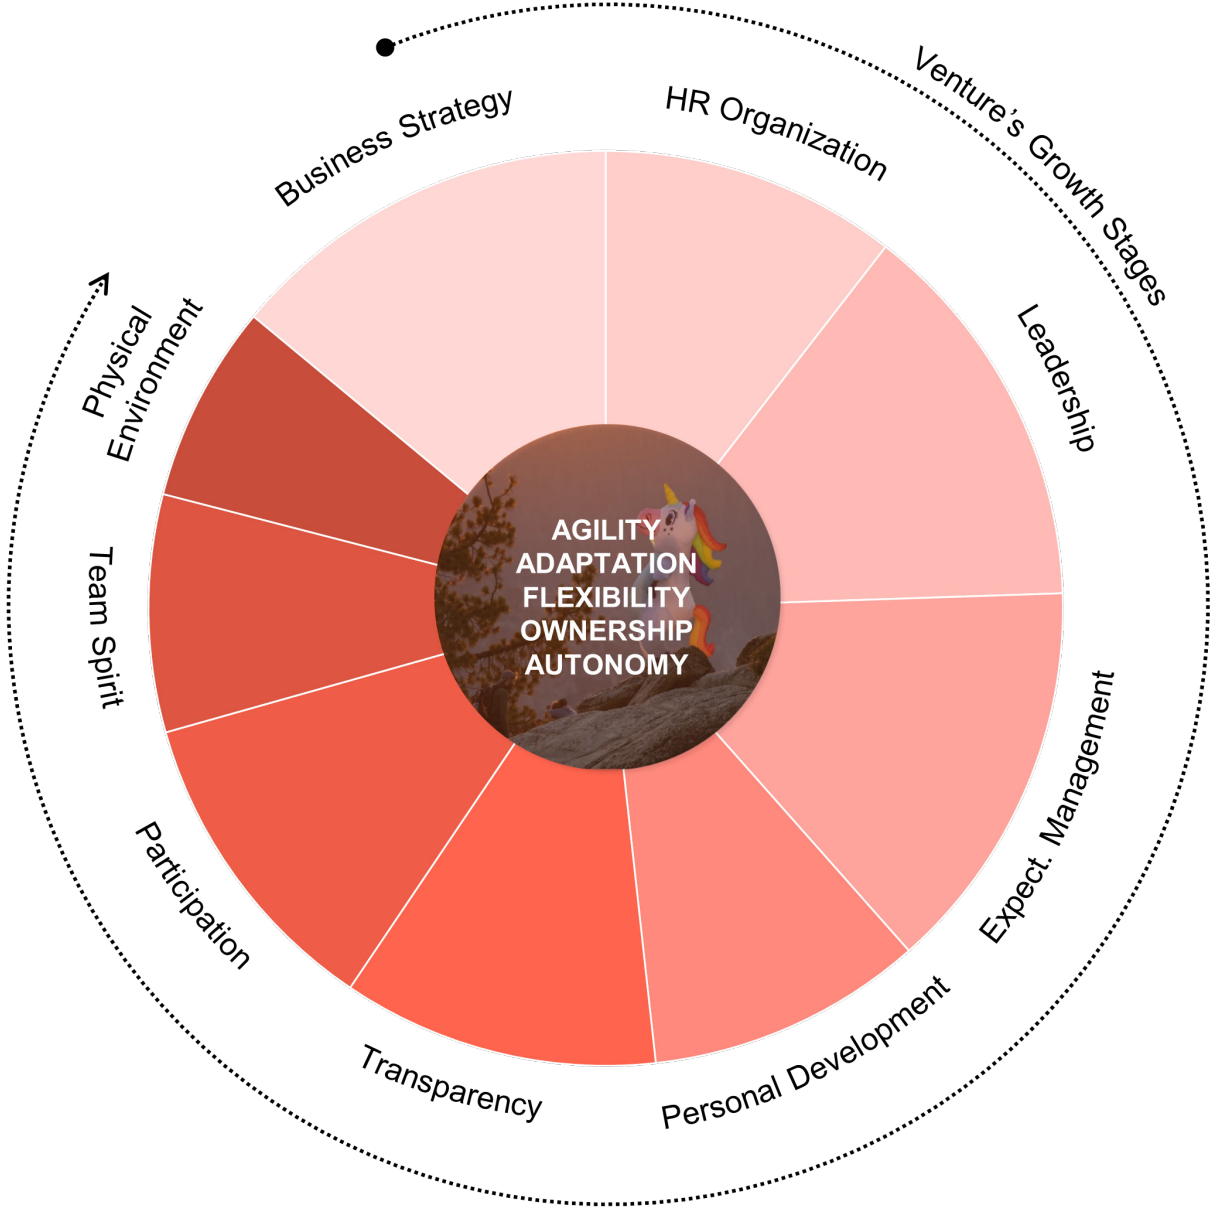 Business Strategy
HR Organization
Venture's Growth Stages
Leadership
Expect. Management
Personal Development
Transparency
Participation
Team Spirit
Physical
Environment
AGILITY
ADAPTATION
FLEXIBILITY
OWNERSHIP
AUTONOMY